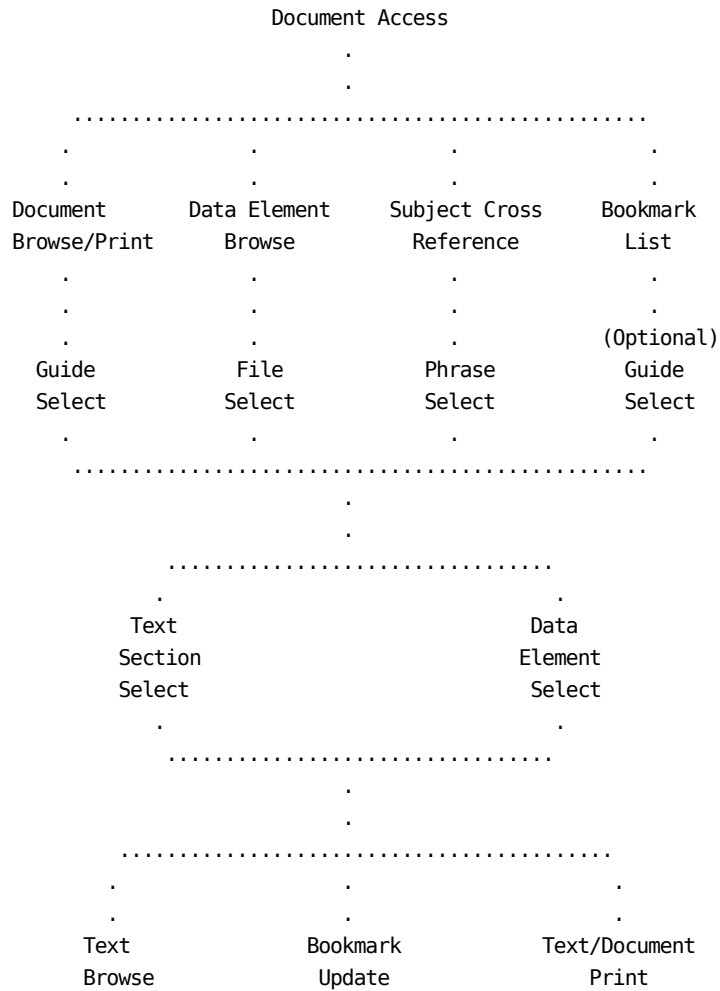 Document Access
Document Data Element Subject Cross Bookmark
Browse/Print Browse Reference List
(Optional)
Guide File Phrase Guide
Select Select Select Select
Text Data
Section Element
Select Select
Text Bookmark Text/Document
Browse Update Print